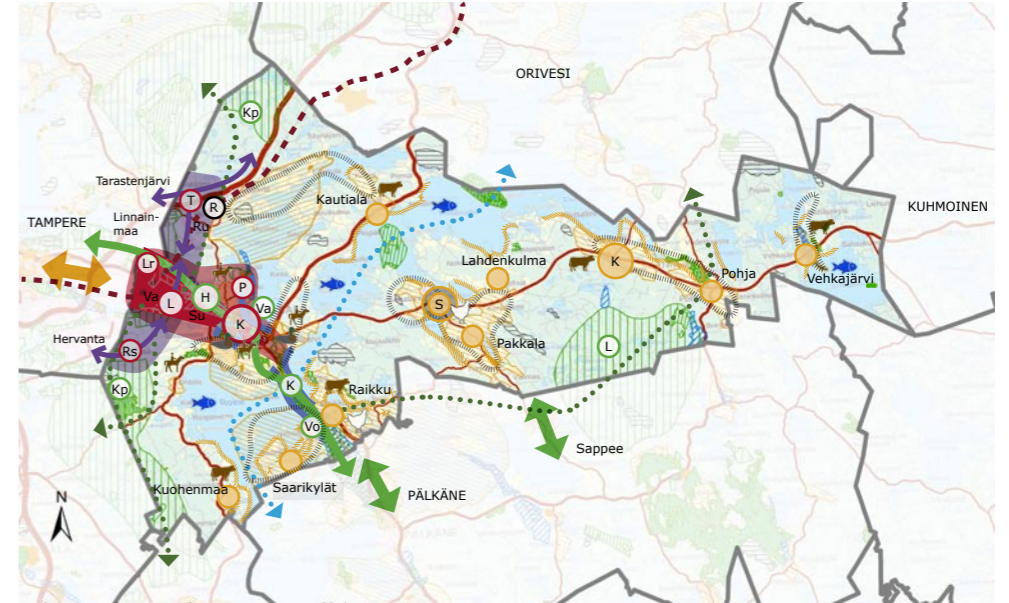 ORIVESI
Kp
Tarastenjärvi
T
R
Ru
Kautiala
KUHMOINEN
TAMPERE
Linnain-
maa
Lr
Lahdenkulma
K
Pohja
Vehkajärvi
Va
L
H
P
Va
Su
K
S
Hervanta
Rs
Pakkala
L
Kp
K
Raikku
Vo
Sappee
Kuohenmaa
Saarikylät
PÄLKÄNE
N